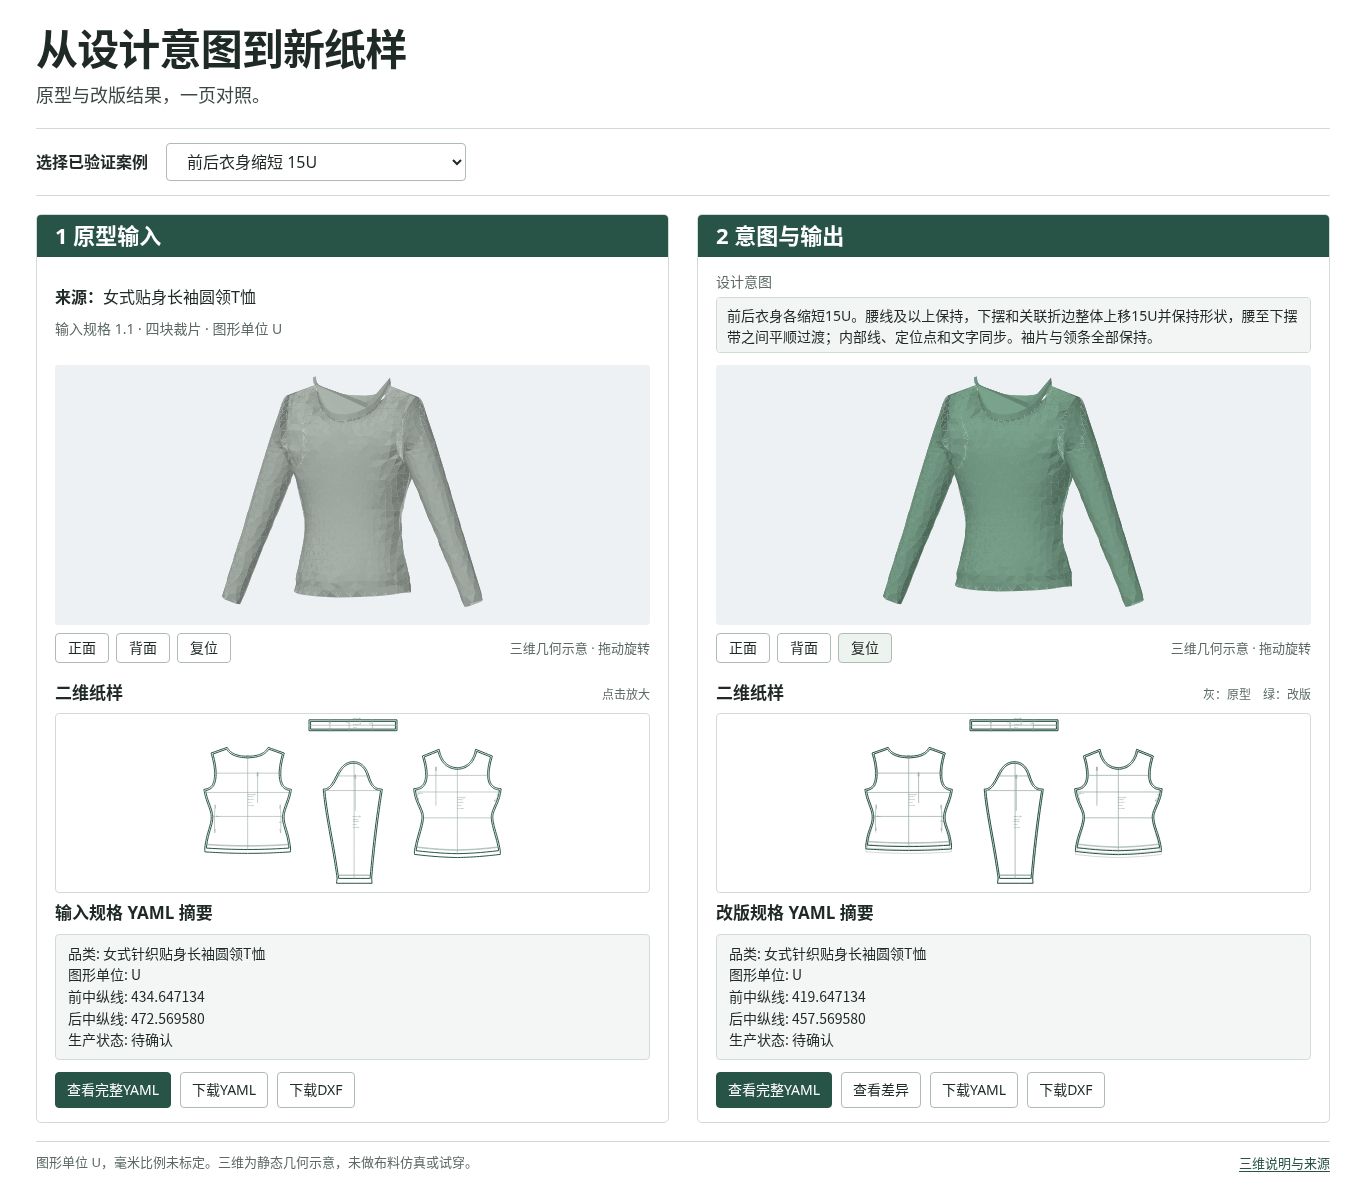 从设计意图到新纸样
原型与改版结果，一页对照。
选择已验证案例
前后衣身缩短 15U
1 原型输入
来源：女式贴身长袖圆领T恤
输入规格 1.1 · 四块裁片 · 图形单位 U
正面
背面
复位
三维几何示意 · 拖动旋转
二维纸样
点击放大
输入规格 YAML 摘要
品类: 女式针织贴身长袖圆领T恤
图形单位: U
前中纵线: 434.647134
后中纵线: 472.569580
生产状态: 待确认
查看完整YAML
下载YAML
下载DXF
2 意图与输出
设计意图
前后衣身各缩短15U。腰线及以上保持，下摆和关联折边整体上移15U并保持形状，腰至下摆
带之间平顺过渡；内部线、定位点和文字同步。袖片与领条全部保持。
正面
背面
复位
三维几何示意 · 拖动旋转
二维纸样
灰：原型 绿：改版
改版规格 YAML 摘要
品类: 女式针织贴身长袖圆领T恤
图形单位: U
前中纵线: 419.647134
后中纵线: 457.569580
生产状态: 待确认
查看完整YAML
查看差异
下载YAML
下载DXF
图形单位 U，毫米比例未标定。三维为静态几何示意，未做布料仿真或试穿。
三维说明与来源